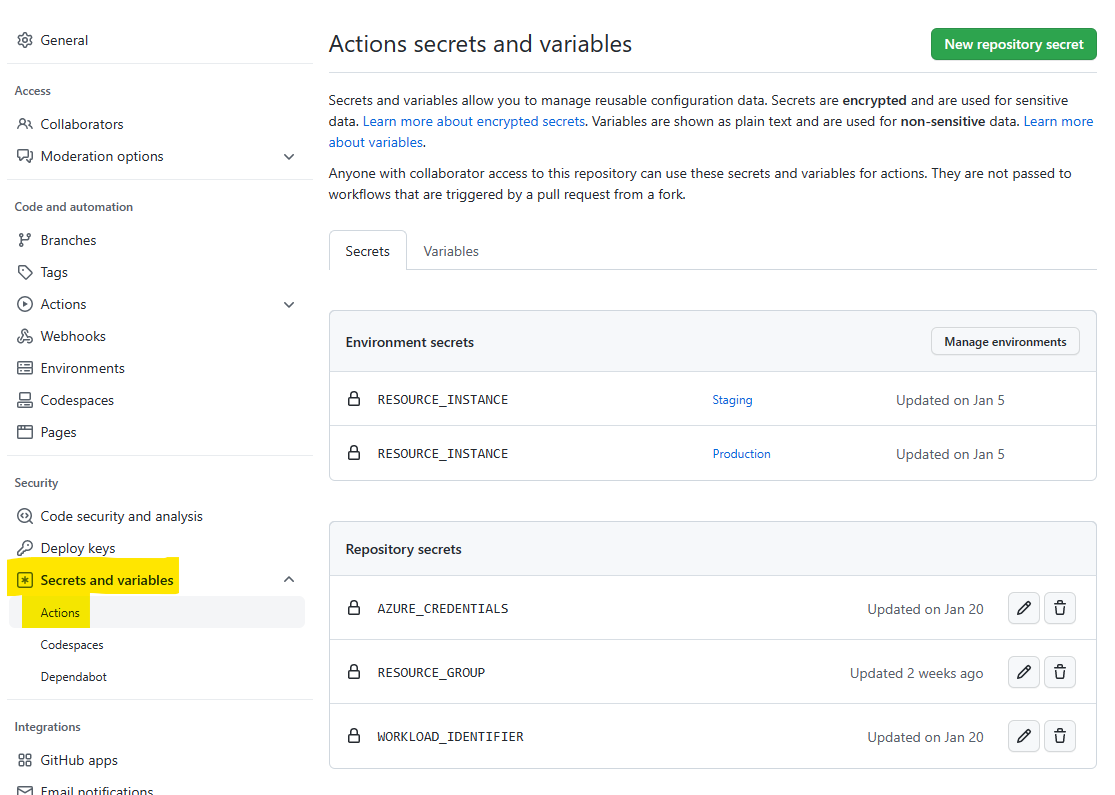 General
Access
Collaborators
Moderation options
Code and automation
Branches
Tags
Actions
Webhooks
Environments
Codespaces
Pages
Security
Code security and analysis
Deploy keys
Secrets and variables
Actions
Codespaces
Dependabot
Integrations
GitHub apps
Email notifications
Actions secrets and variables
New repository secret
Secrets and variables allow you to manage reusable configuration data. Secrets are encrypted and are used for sensitive
data. Learn more about encrypted secrets. Variables are shown as plain text and are used for non-sensitive data. Learn more
about variables.
Anyone with collaborator access to this repository can use these secrets and variables for actions. They are not passed to
workflows that are triggered by a pull request from a fork.
Secrets Variables
Environment secrets Manage environments
RESOURCE_INSTANCE Staging Updated on Jan 5
RESOURCE_INSTANCE Production Updated on Jan 5
Repository secrets
AZURE_CREDENTIALS Updated on Jan 20
RESOURCE_GROUP Updated 2 weeks ago
WORKLOAD_IDENTIFIER Updated on Jan 20